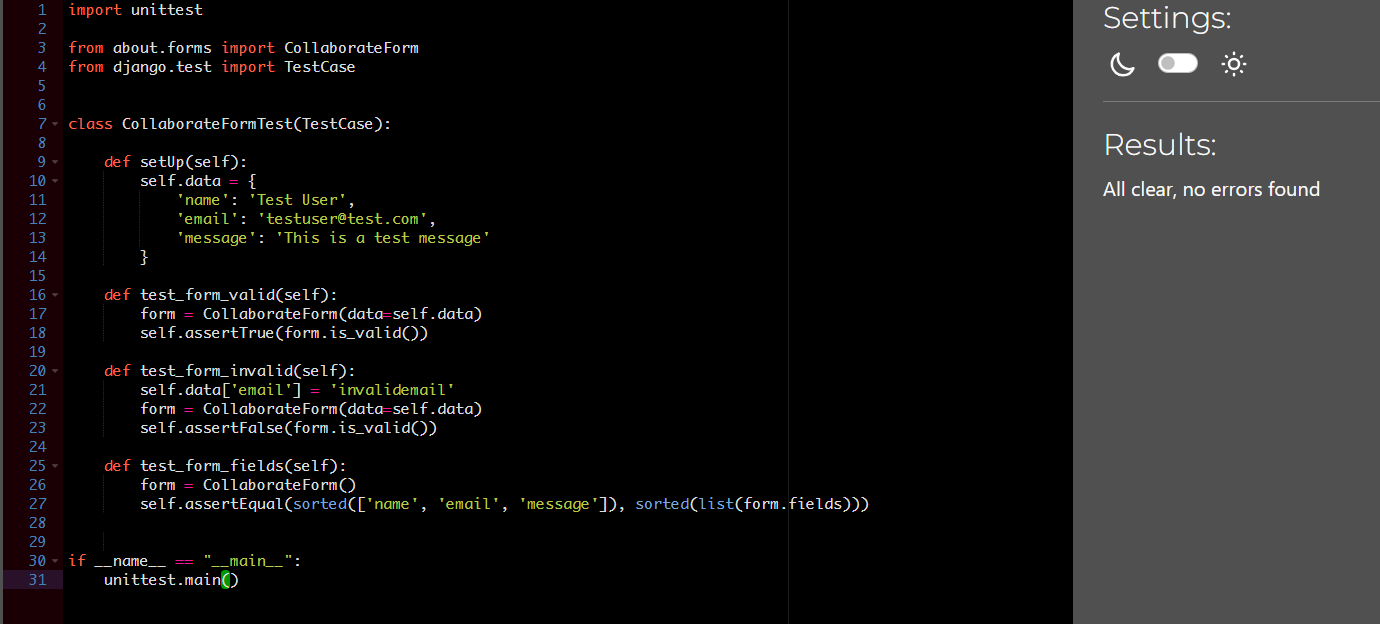 1 import unittest
2
3 from about.forms import CollaborateForm
4 from django.test import TestCase
5
6
7 class CollaborateFormTest(TestCase):
8
9     def setUp(self):
10         self.data = {
11             'name': 'Test User',
12             'email': 'testuser@test.com',
13             'message': 'This is a test message'
14         }
15
16     def test_form_valid(self):
17         form = CollaborateForm(data=self.data)
18         self.assertTrue(form.is_valid())
19
20     def test_form_invalid(self):
21         self.data['email'] = 'invalidemail'
22         form = CollaborateForm(data=self.data)
23         self.assertFalse(form.is_valid())
24
25     def test_form_fields(self):
26         form = CollaborateForm()
27         self.assertEqual(sorted(['name', 'email', 'message']), sorted(list(form.fields)))
28
29
30 if __name__ == "__main__":
31     unittest.main()
Settings:
Results:
All clear, no errors found